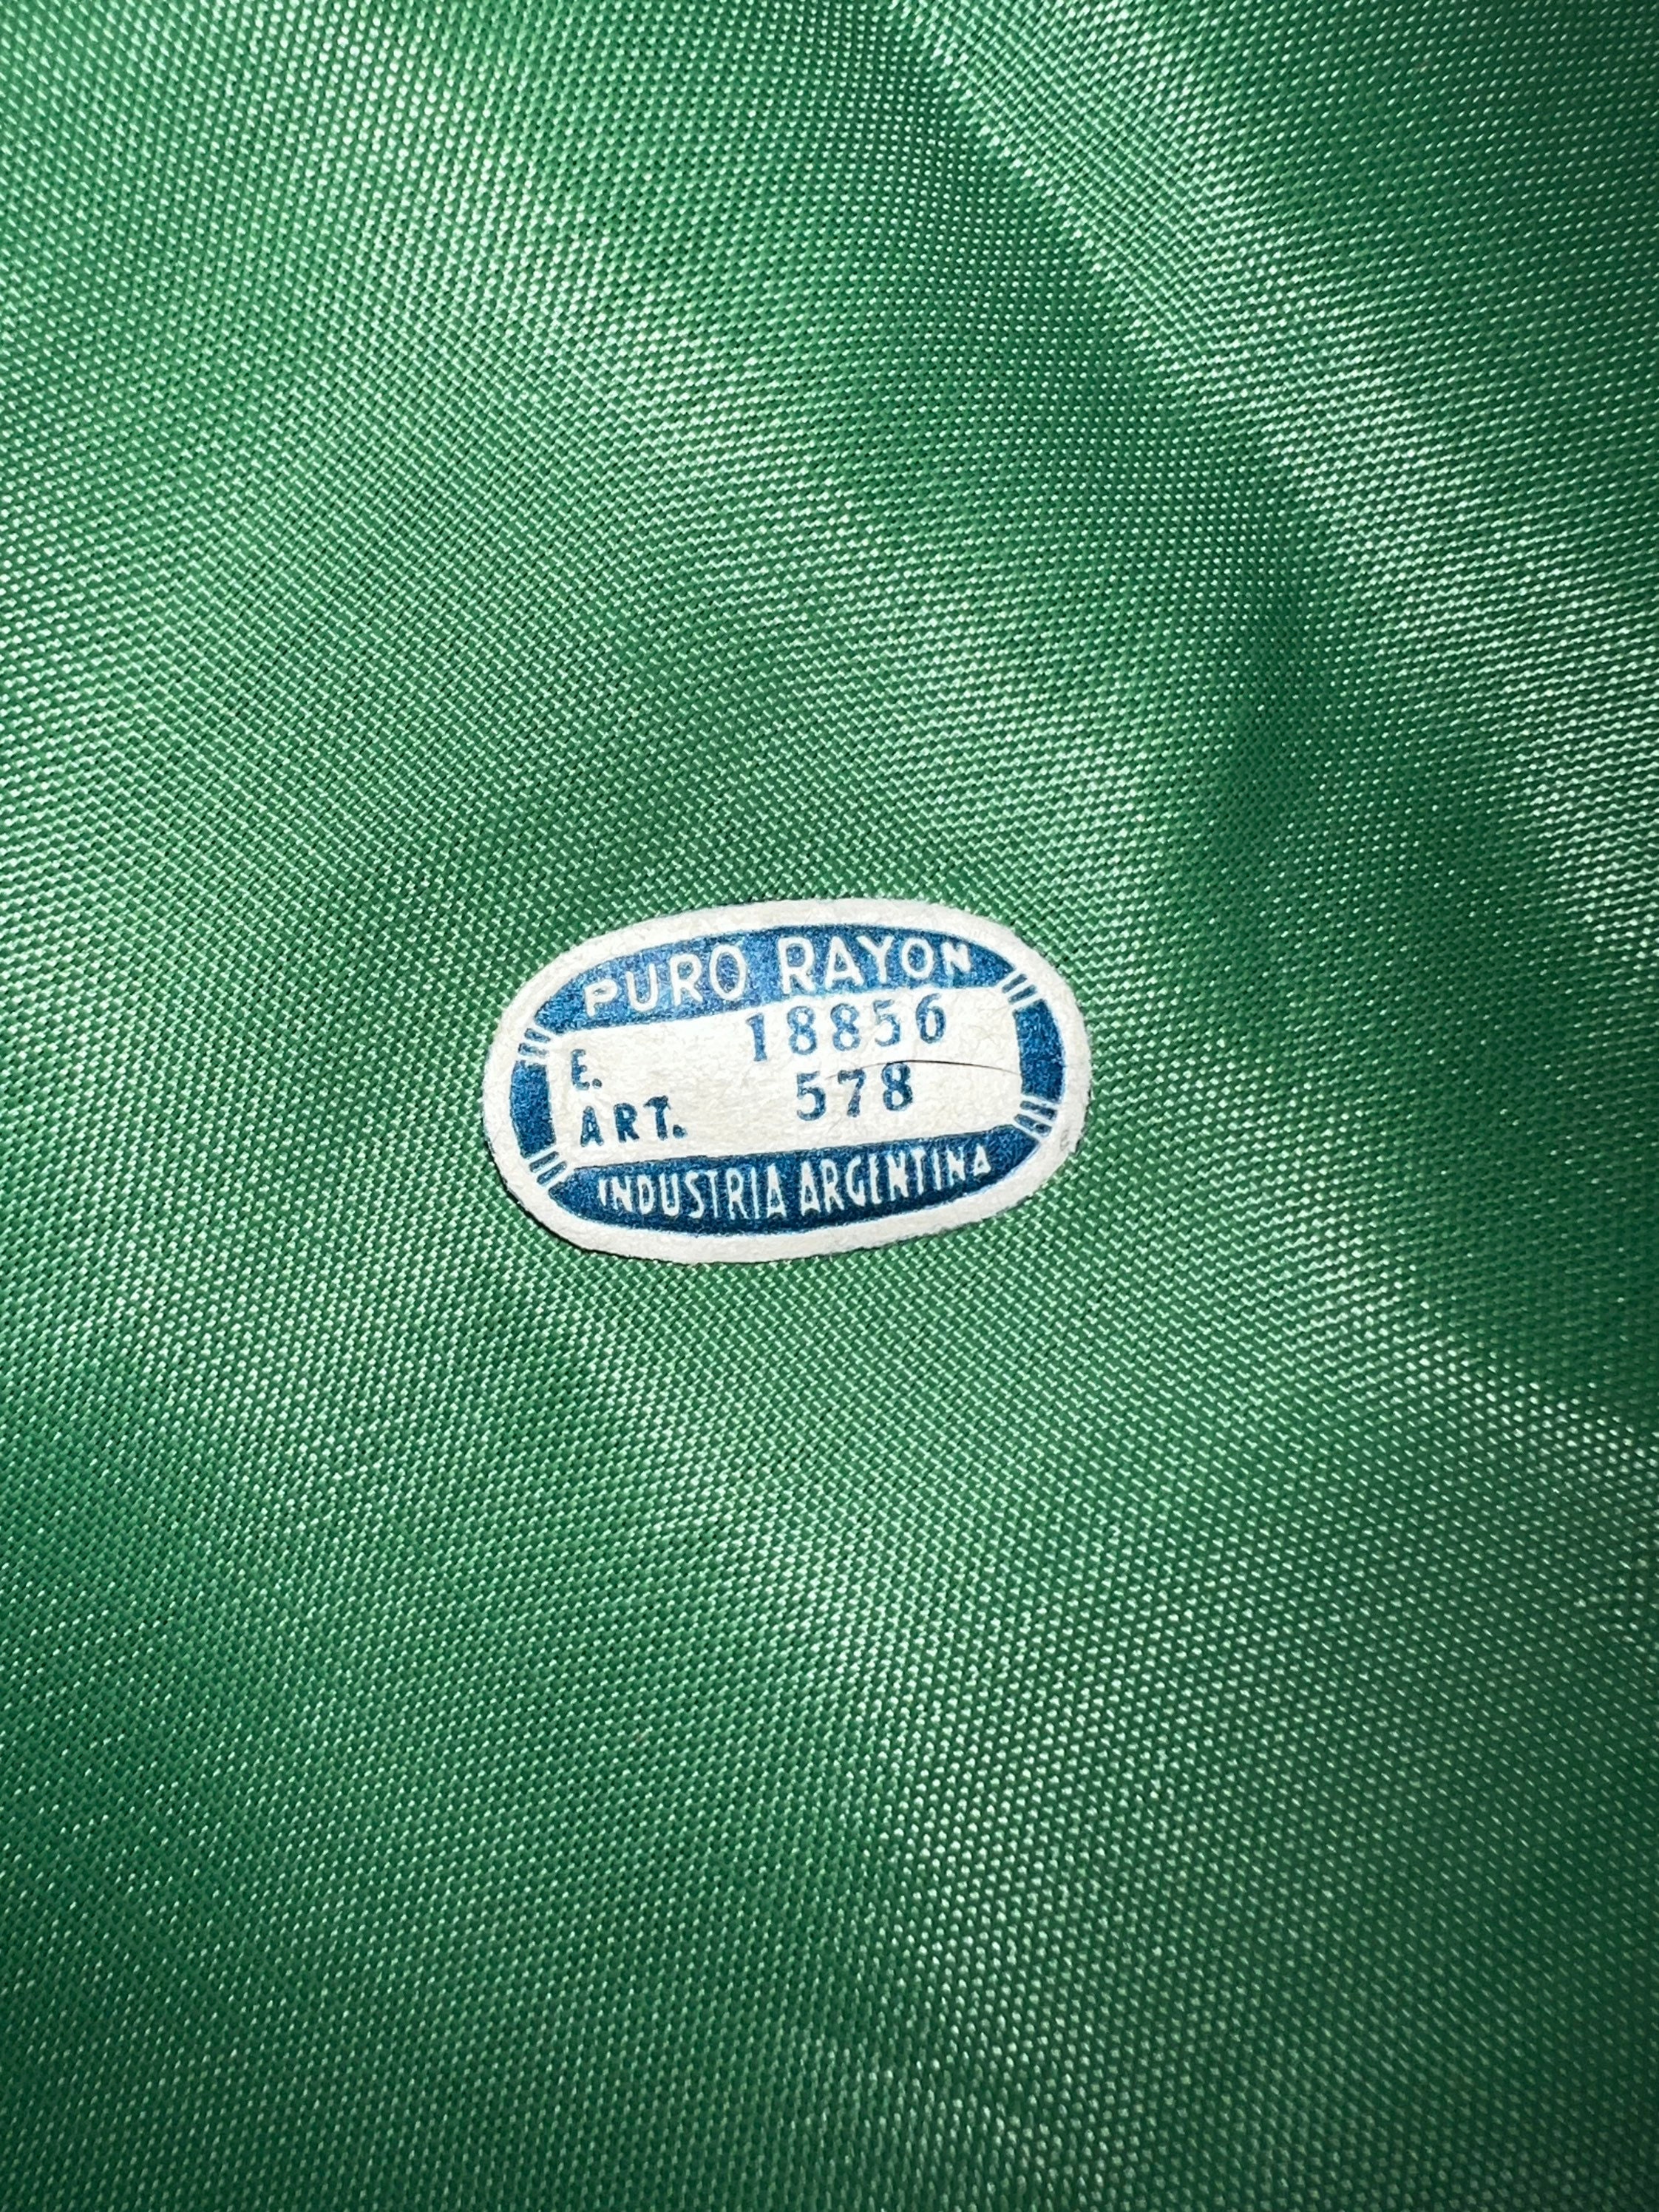 PURO RAYON
E. 18856
ART. 578
INDUSTRIA ARGENTINA